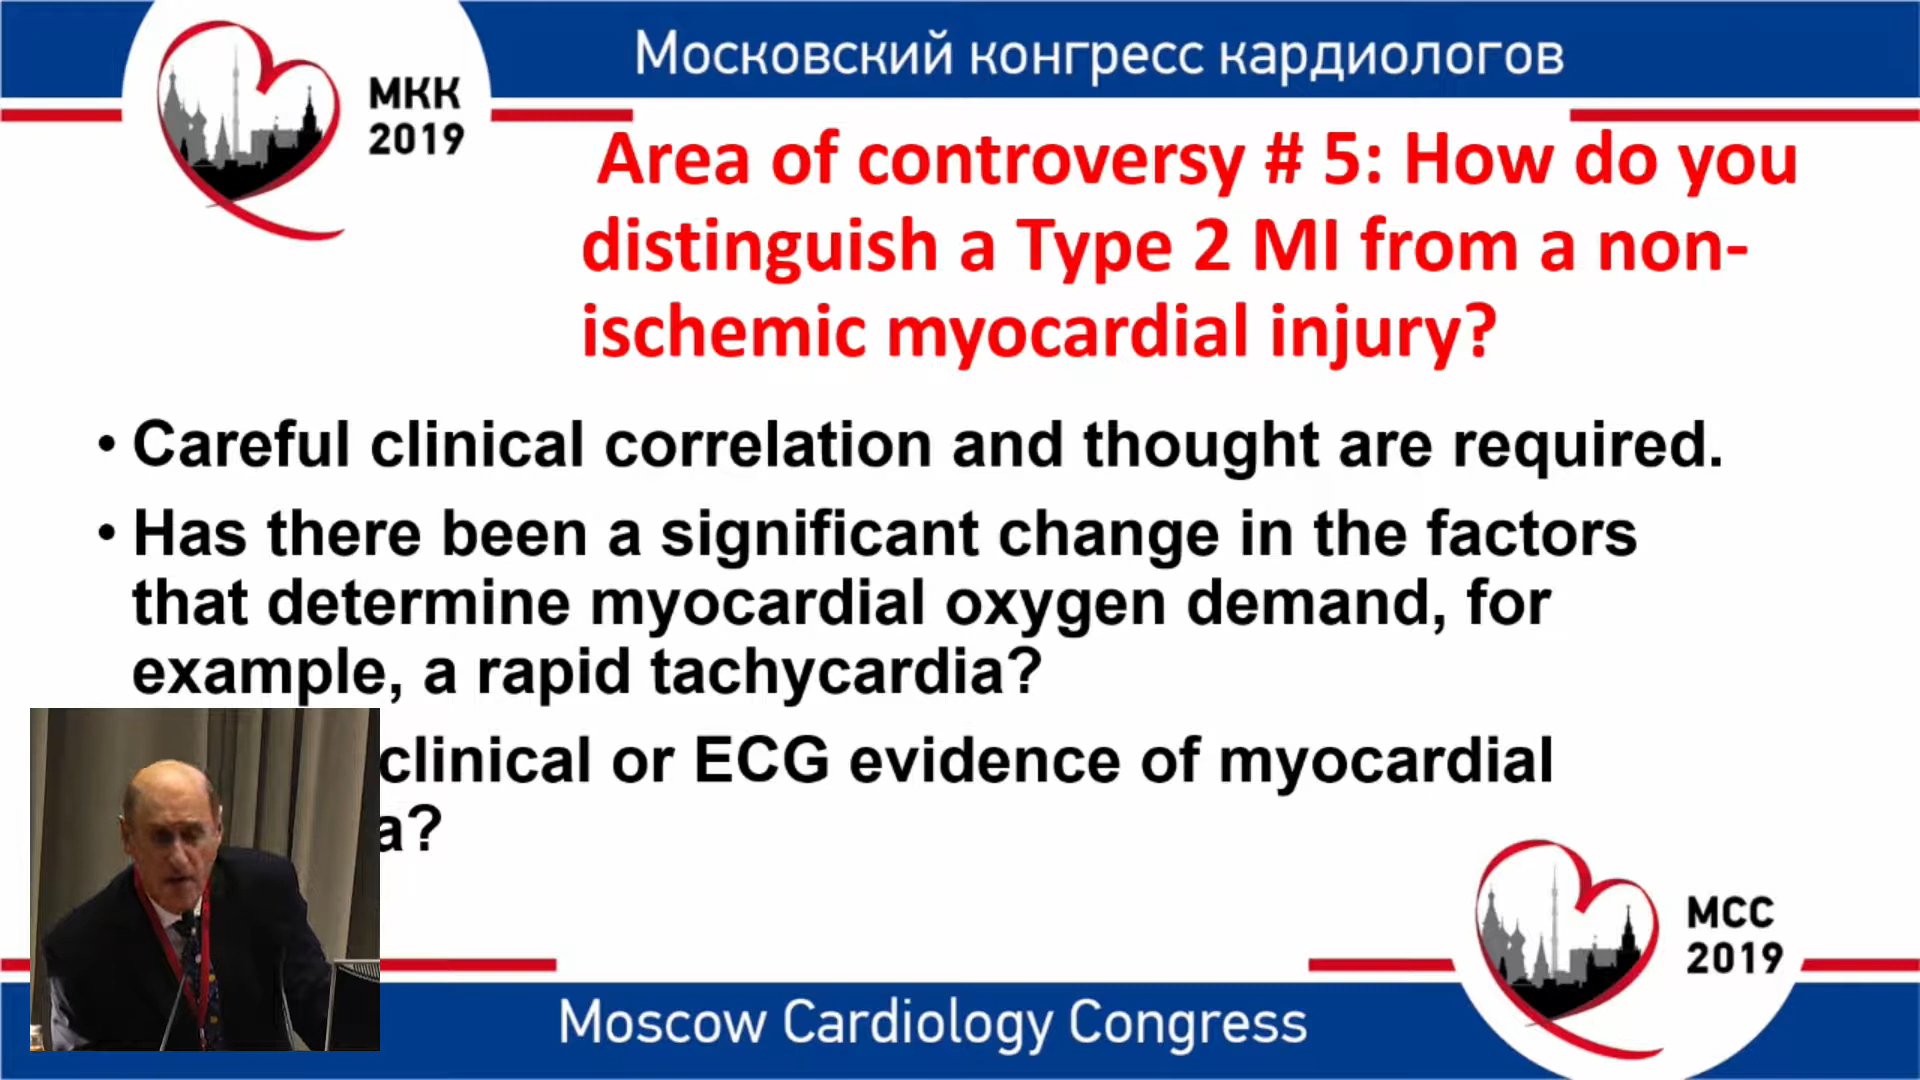 Московский конгресс кардиологов
МКК
2019
Area of controversy # 5: How do you
distinguish a Type 2 MI from a non-
ischemic myocardial injury?
• Careful clinical correlation and thought are required.
• Has there been a significant change in the factors
that determine myocardial oxygen demand, for
example, a rapid tachycardia?
clinical or ECG evidence of myocardial
a?
MCC
2019
Moscow Cardiology Congress